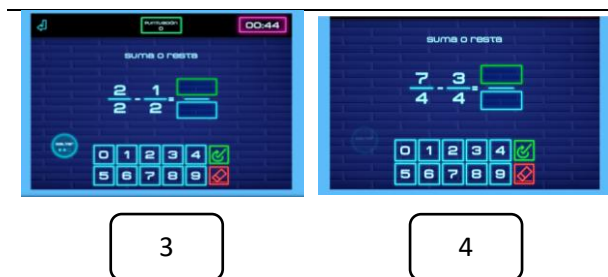 PUNTUACIÓN
0
00:44
SUMA O RESTA
2/2 - 1/2 =
0 1 2 3 4
5 6 7 8 9
SUMA O RESTA
7/4 - 3/4 =
0 1 2 3 4
5 6 7 8 9
3
4